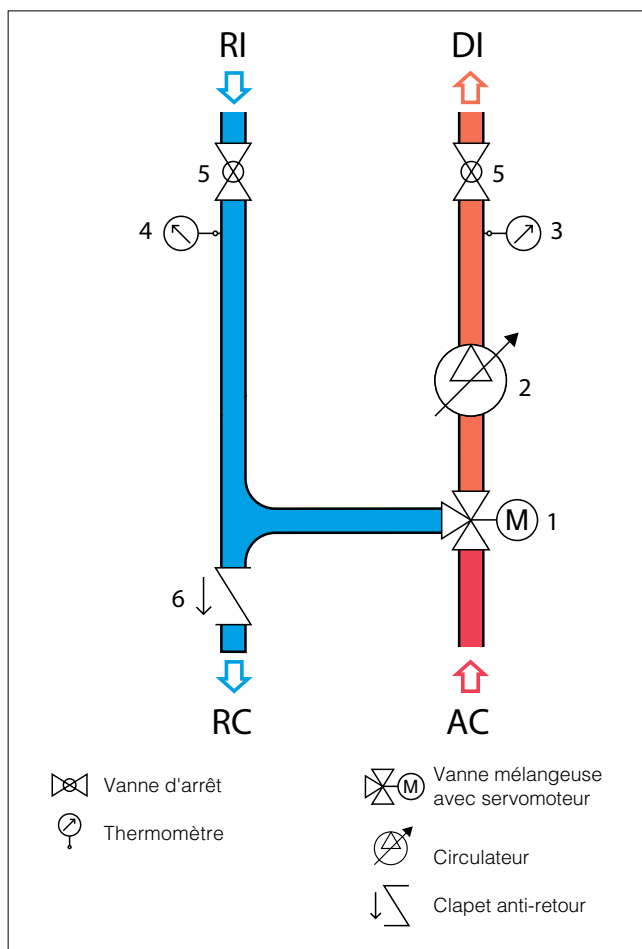 RI
DI
5
5
4
3
2
M
1
6
RC
AC
Vanne d'arrêt
Thermomètre
M
Vanne mélangeuse
avec servomoteur
Circulateur
Clapet anti-retour